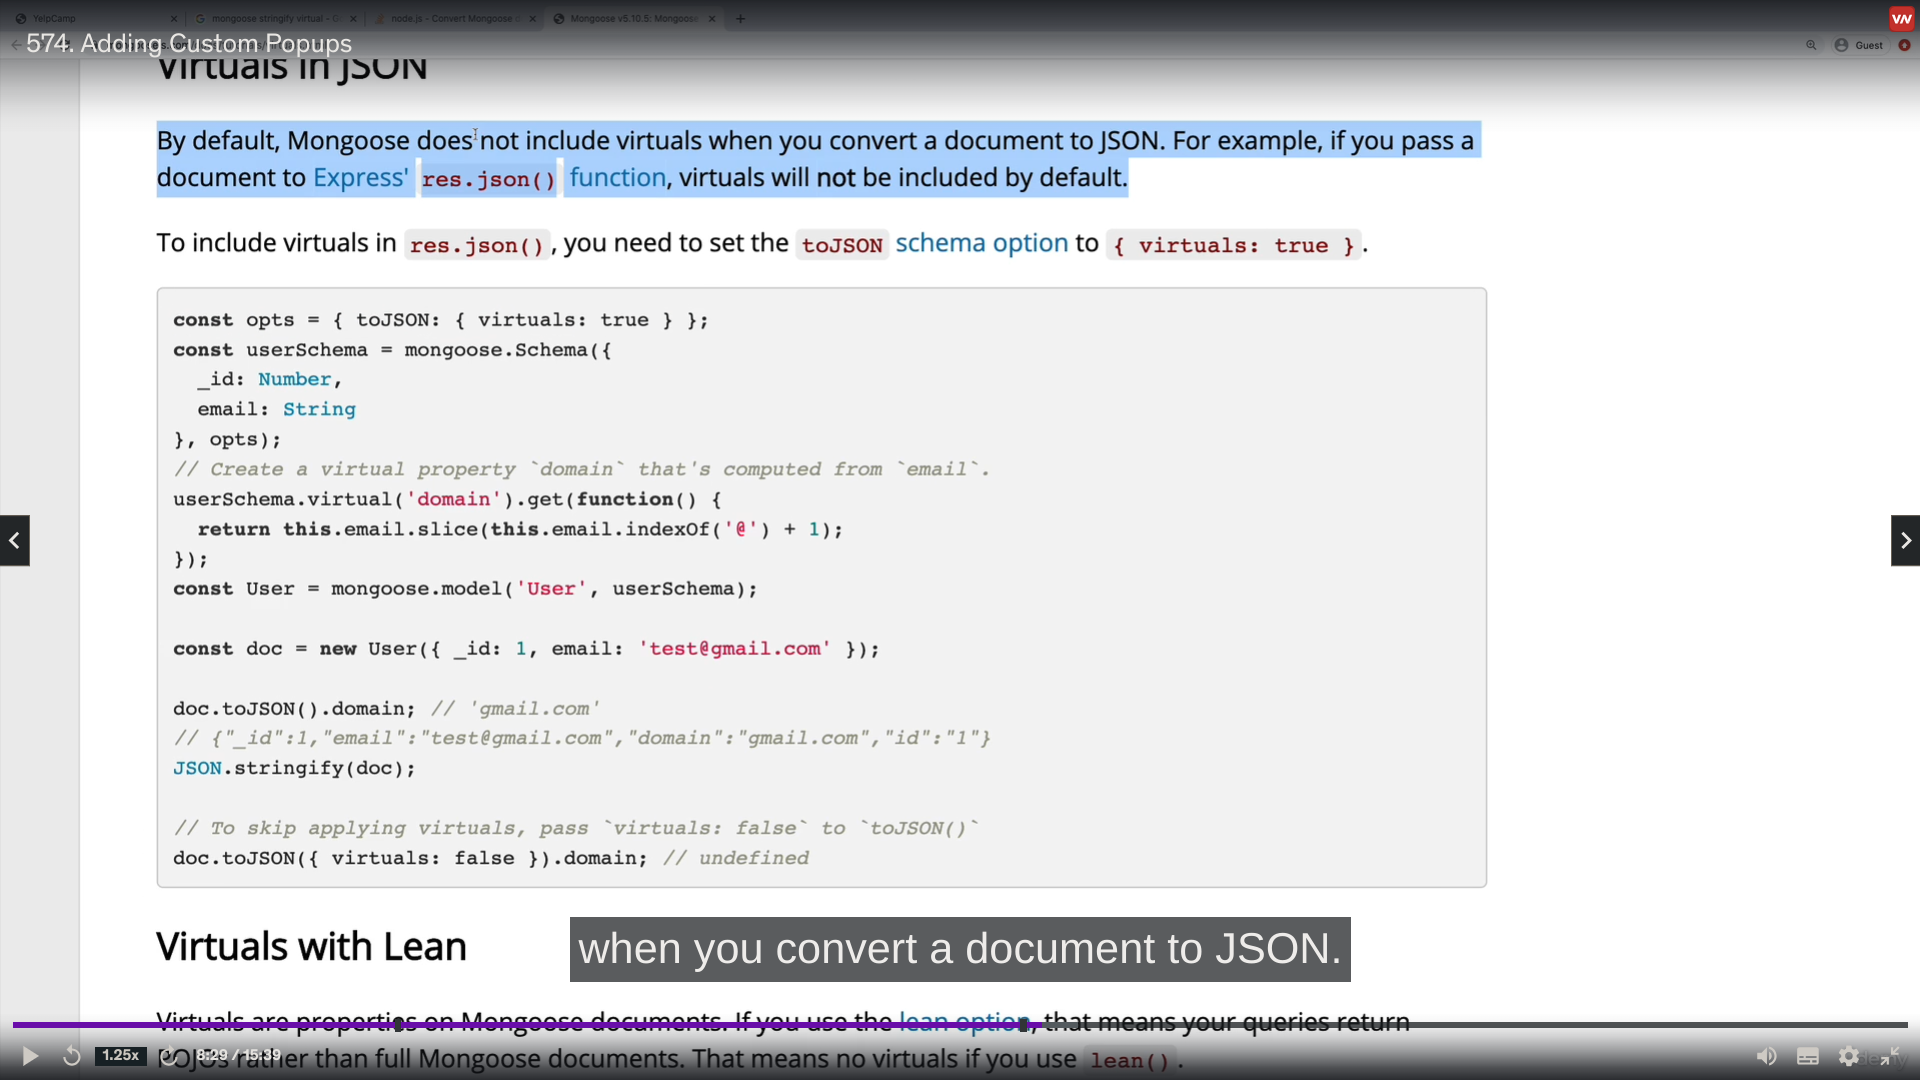 YelpCamp
mongoose stringify virtual - G
node.js - Convert Mongoose d
Mongoose v5.10.5: Mongoose
574. Adding Custom Popups
Guest
Virtuals in JSON
By default, Mongoose does not include virtuals when you convert a document to JSON. For example, if you pass a
document to Express' res.json() function, virtuals will not be included by default.
To include virtuals in res.json(), you need to set the toJSON schema option to { virtuals: true }.
const opts = { toJSON: { virtuals: true } };
const userSchema = mongoose.Schema({
  _id: Number,
  email: String
}, opts);
// Create a virtual property `domain` that's computed from `email`.
userSchema.virtual('domain').get(function() {
  return this.email.slice(this.email.indexOf('@') + 1);
});
const User = mongoose.model('User', userSchema);
const doc = new User({ _id: 1, email: 'test@gmail.com' });
doc.toJSON().domain; // 'gmail.com'
// {"_id":1,"email":"test@gmail.com","domain":"gmail.com","id":"1"}
JSON.stringify(doc);
// To skip applying virtuals, pass `virtuals: false` to `toJSON()`
doc.toJSON({ virtuals: false }).domain; // undefined
Virtuals with Lean
when you convert a document to JSON.
Virtuals are properties on Mongoose documents. If you use the lean option, that means your queries return
POJOs rather than full Mongoose documents. That means no virtuals if you use lean().
1.25x
8:29 / 15:39